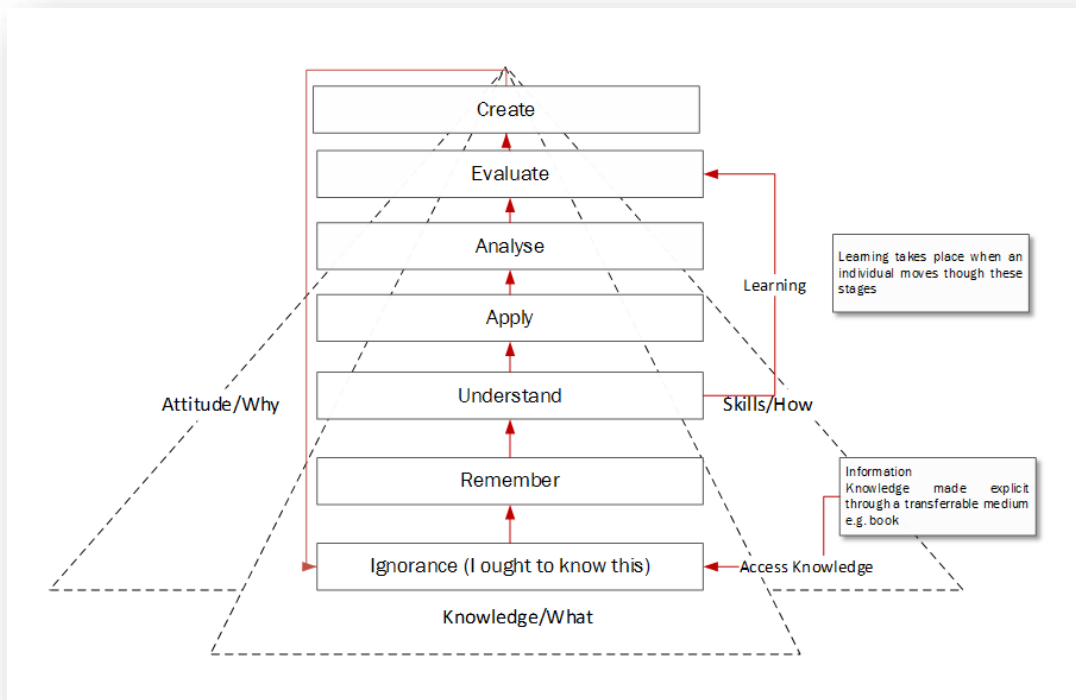 Create
Evaluate
Analyse
Learning takes place when an
individual moves though these
stages
Learning
Apply
Understand
Attitude/Why
Skills/How
Remember
Information
Knowledge made explicit
through a transferrable medium
e.g. book
Ignorance (I ought to know this)
Access Knowledge
Knowledge/What